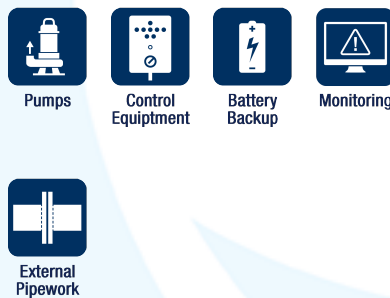 Pumps
Control
Equiptment
Battery
Backup
Monitoring
External
Pipework